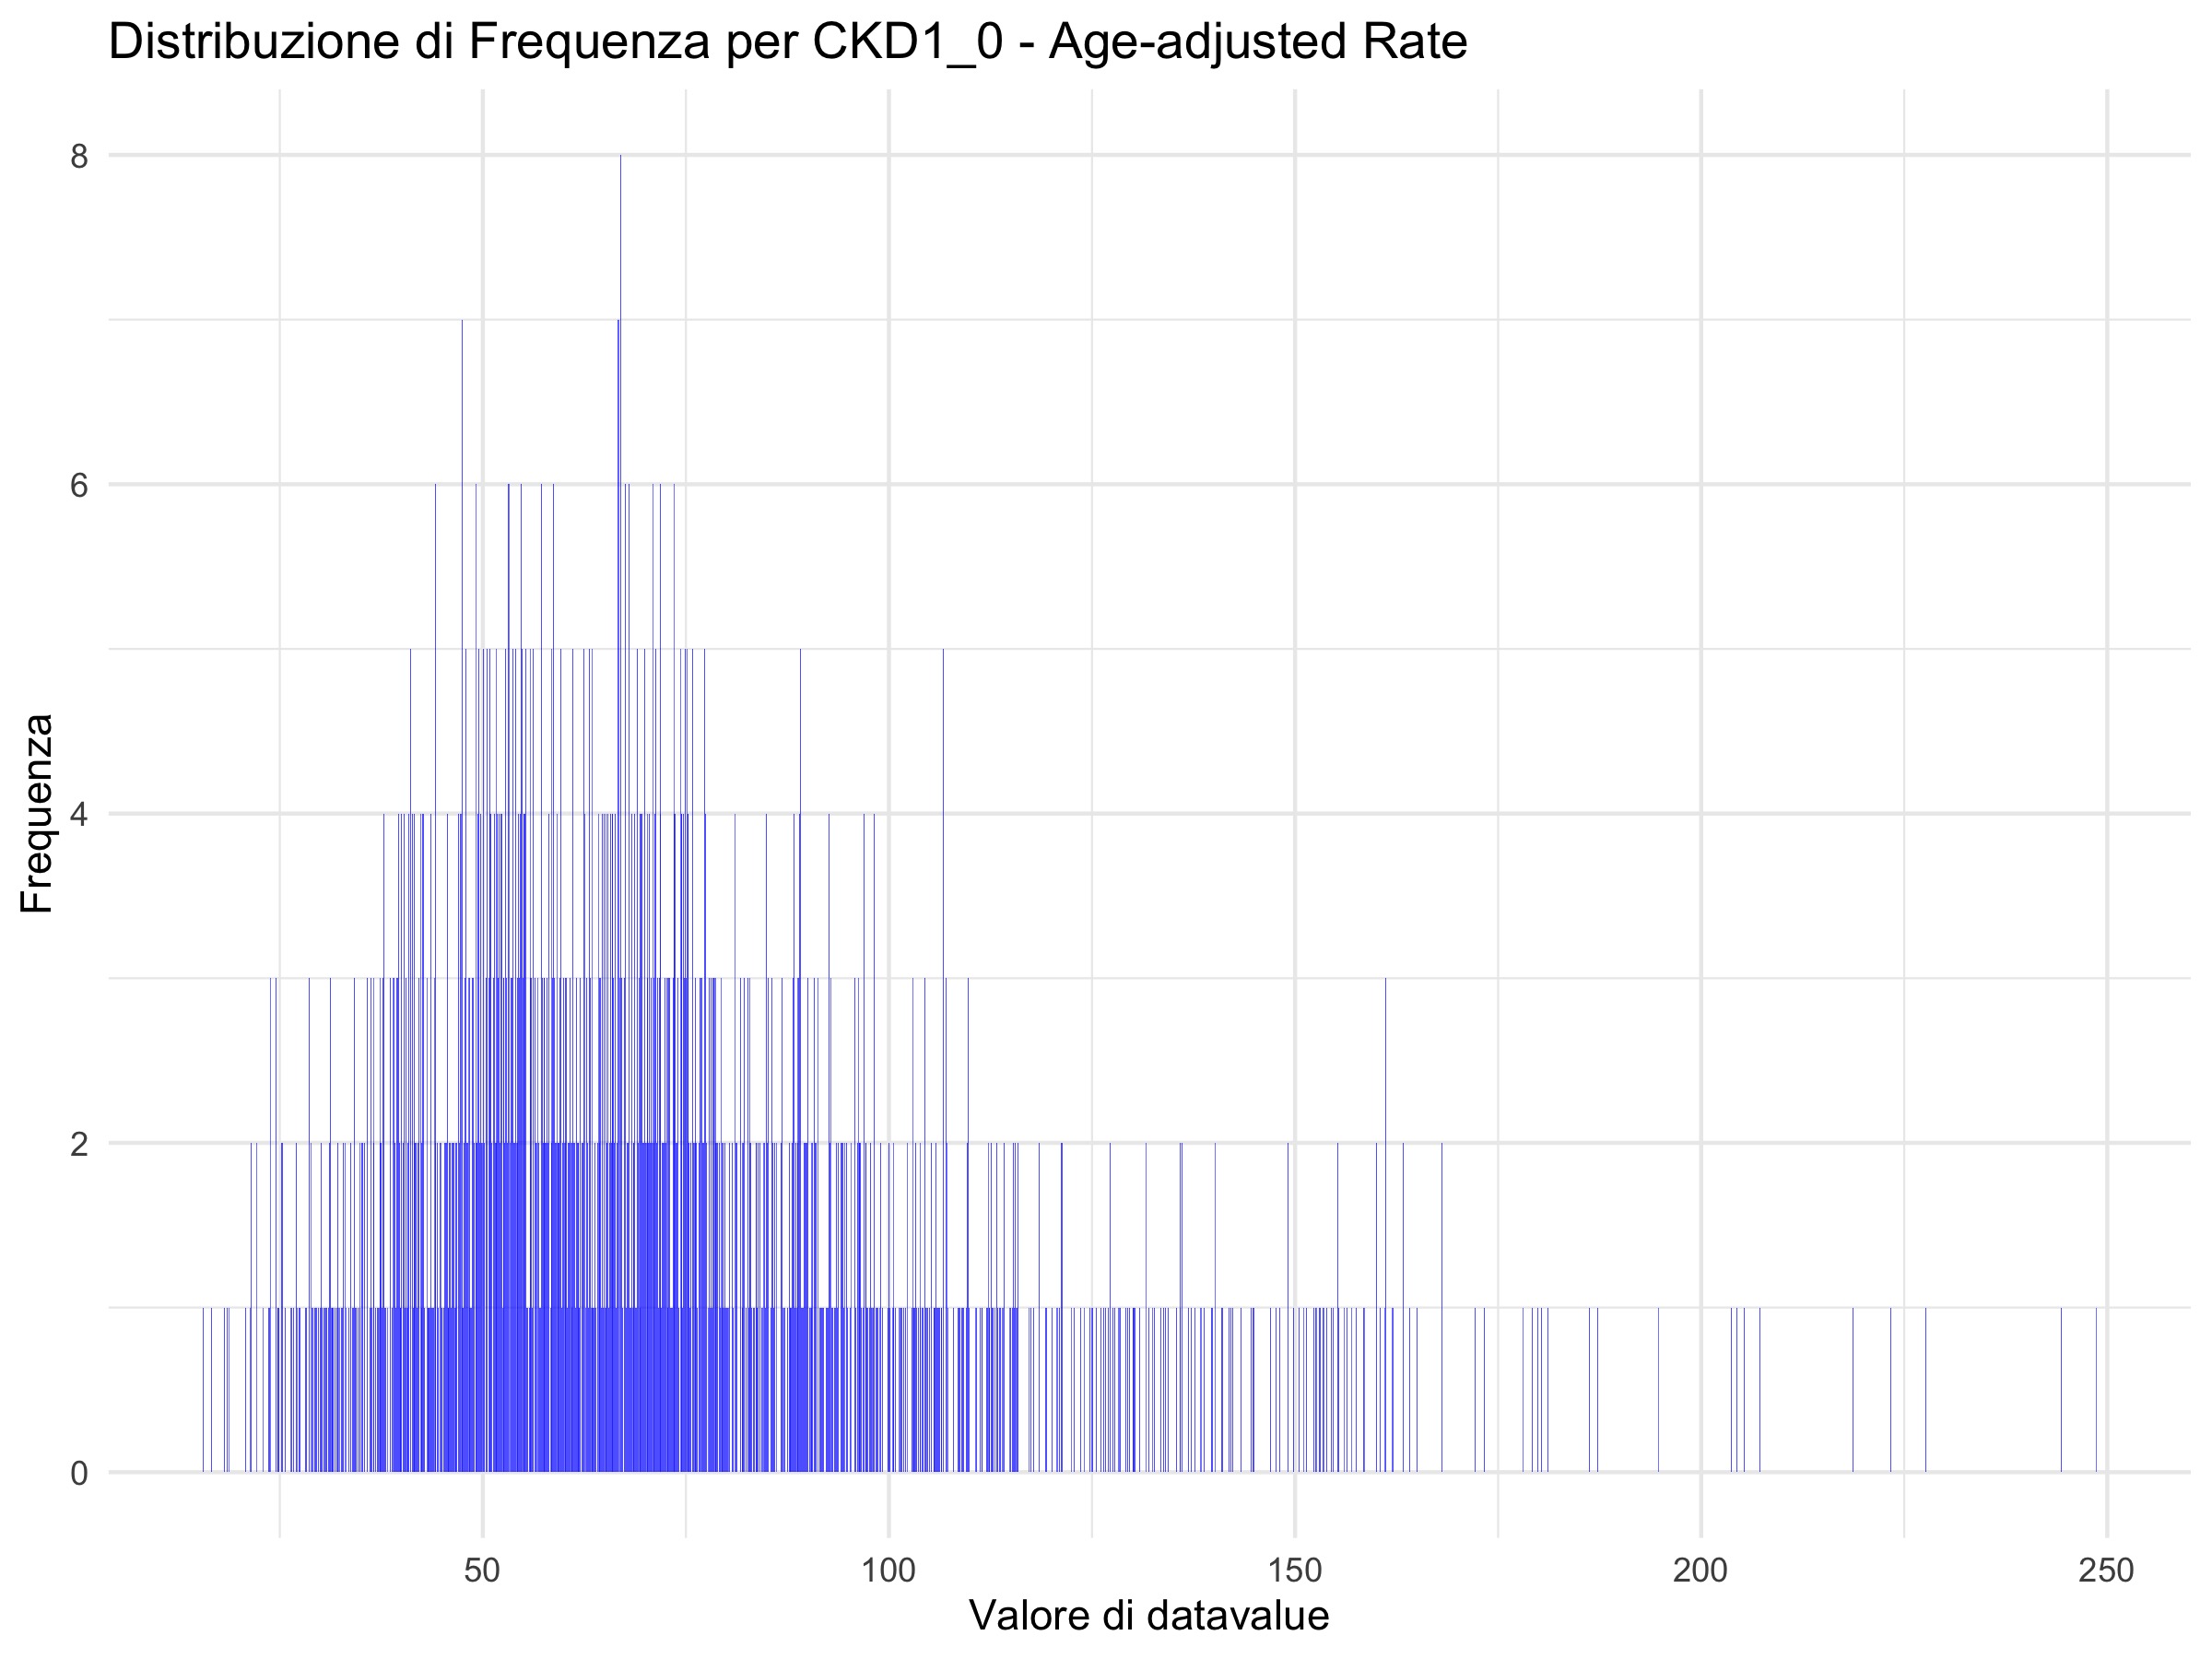 Distribuzione di Frequenza per CKD1_0 - Age-adjusted Rate
8
6
4
2
0
Frequenza
50 100 150 200 250
Valore di datavalue